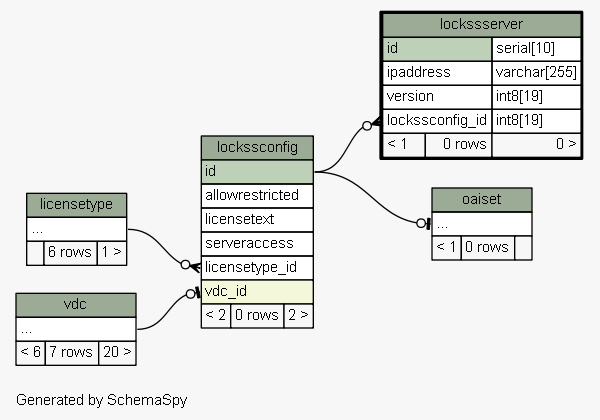 lockssserver
id serial[10]
ipaddress varchar[255]
version int8[19]
lockssconfig_id int8[19]
< 1 0 rows 0 >
lockssconfig
id
allowrestricted
licensetext
serveraccess
licensetype_id
vdc_id
< 2 0 rows 2 >
oaiset
...
< 1 0 rows
licensetype
...
6 rows 1 >
vdc
...
< 6 7 rows 20 >
Generated by SchemaSpy